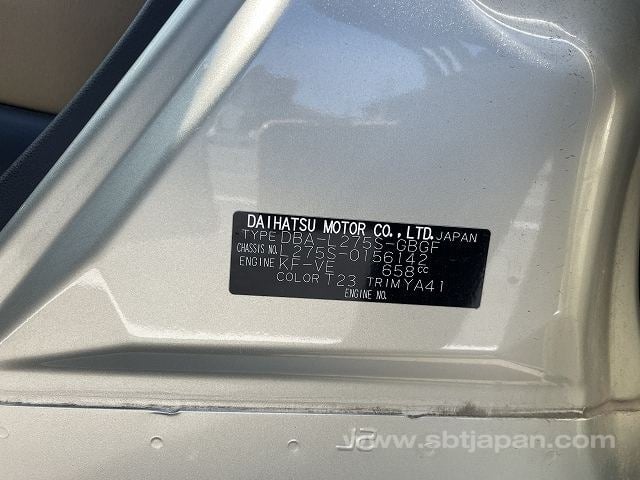 DAIHATSU MOTOR CO.,LTD. JAPAN
TYPE DBA-L275S-GBGF
CHASSIS NO. L275S-0156142
ENGINE KF-VE 658cc
COLOR T23 TRIM YA41
ENGINE NO.
www.sbtjapan.com